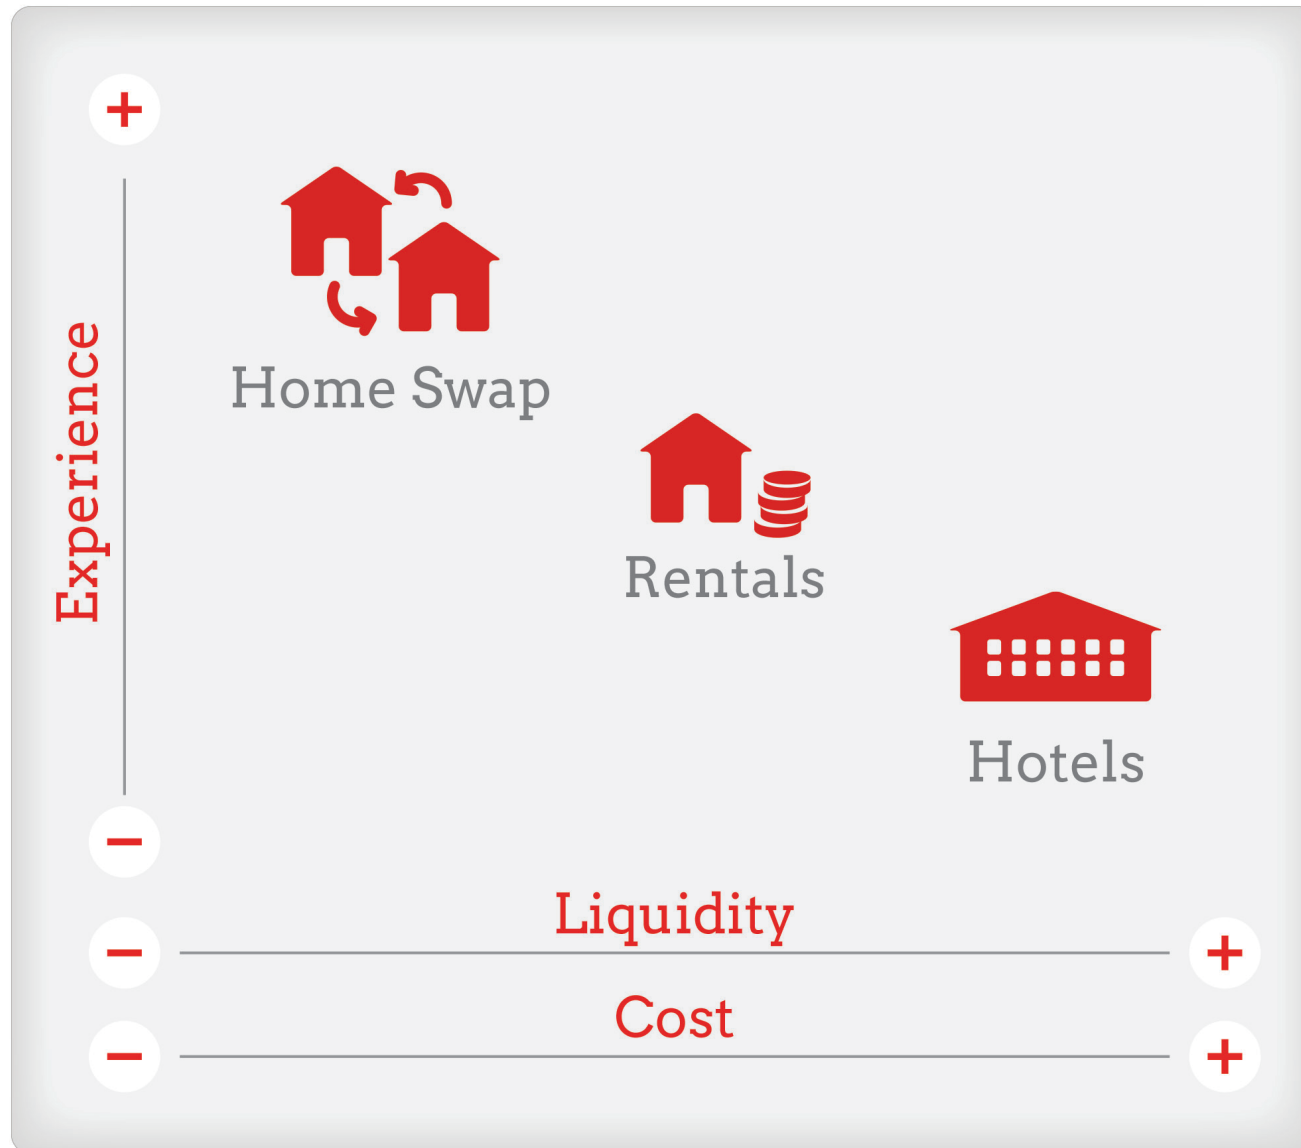 +
Home Swap
Experience
Rentals
Hotels
−
Liquidity
− +
Cost
− +